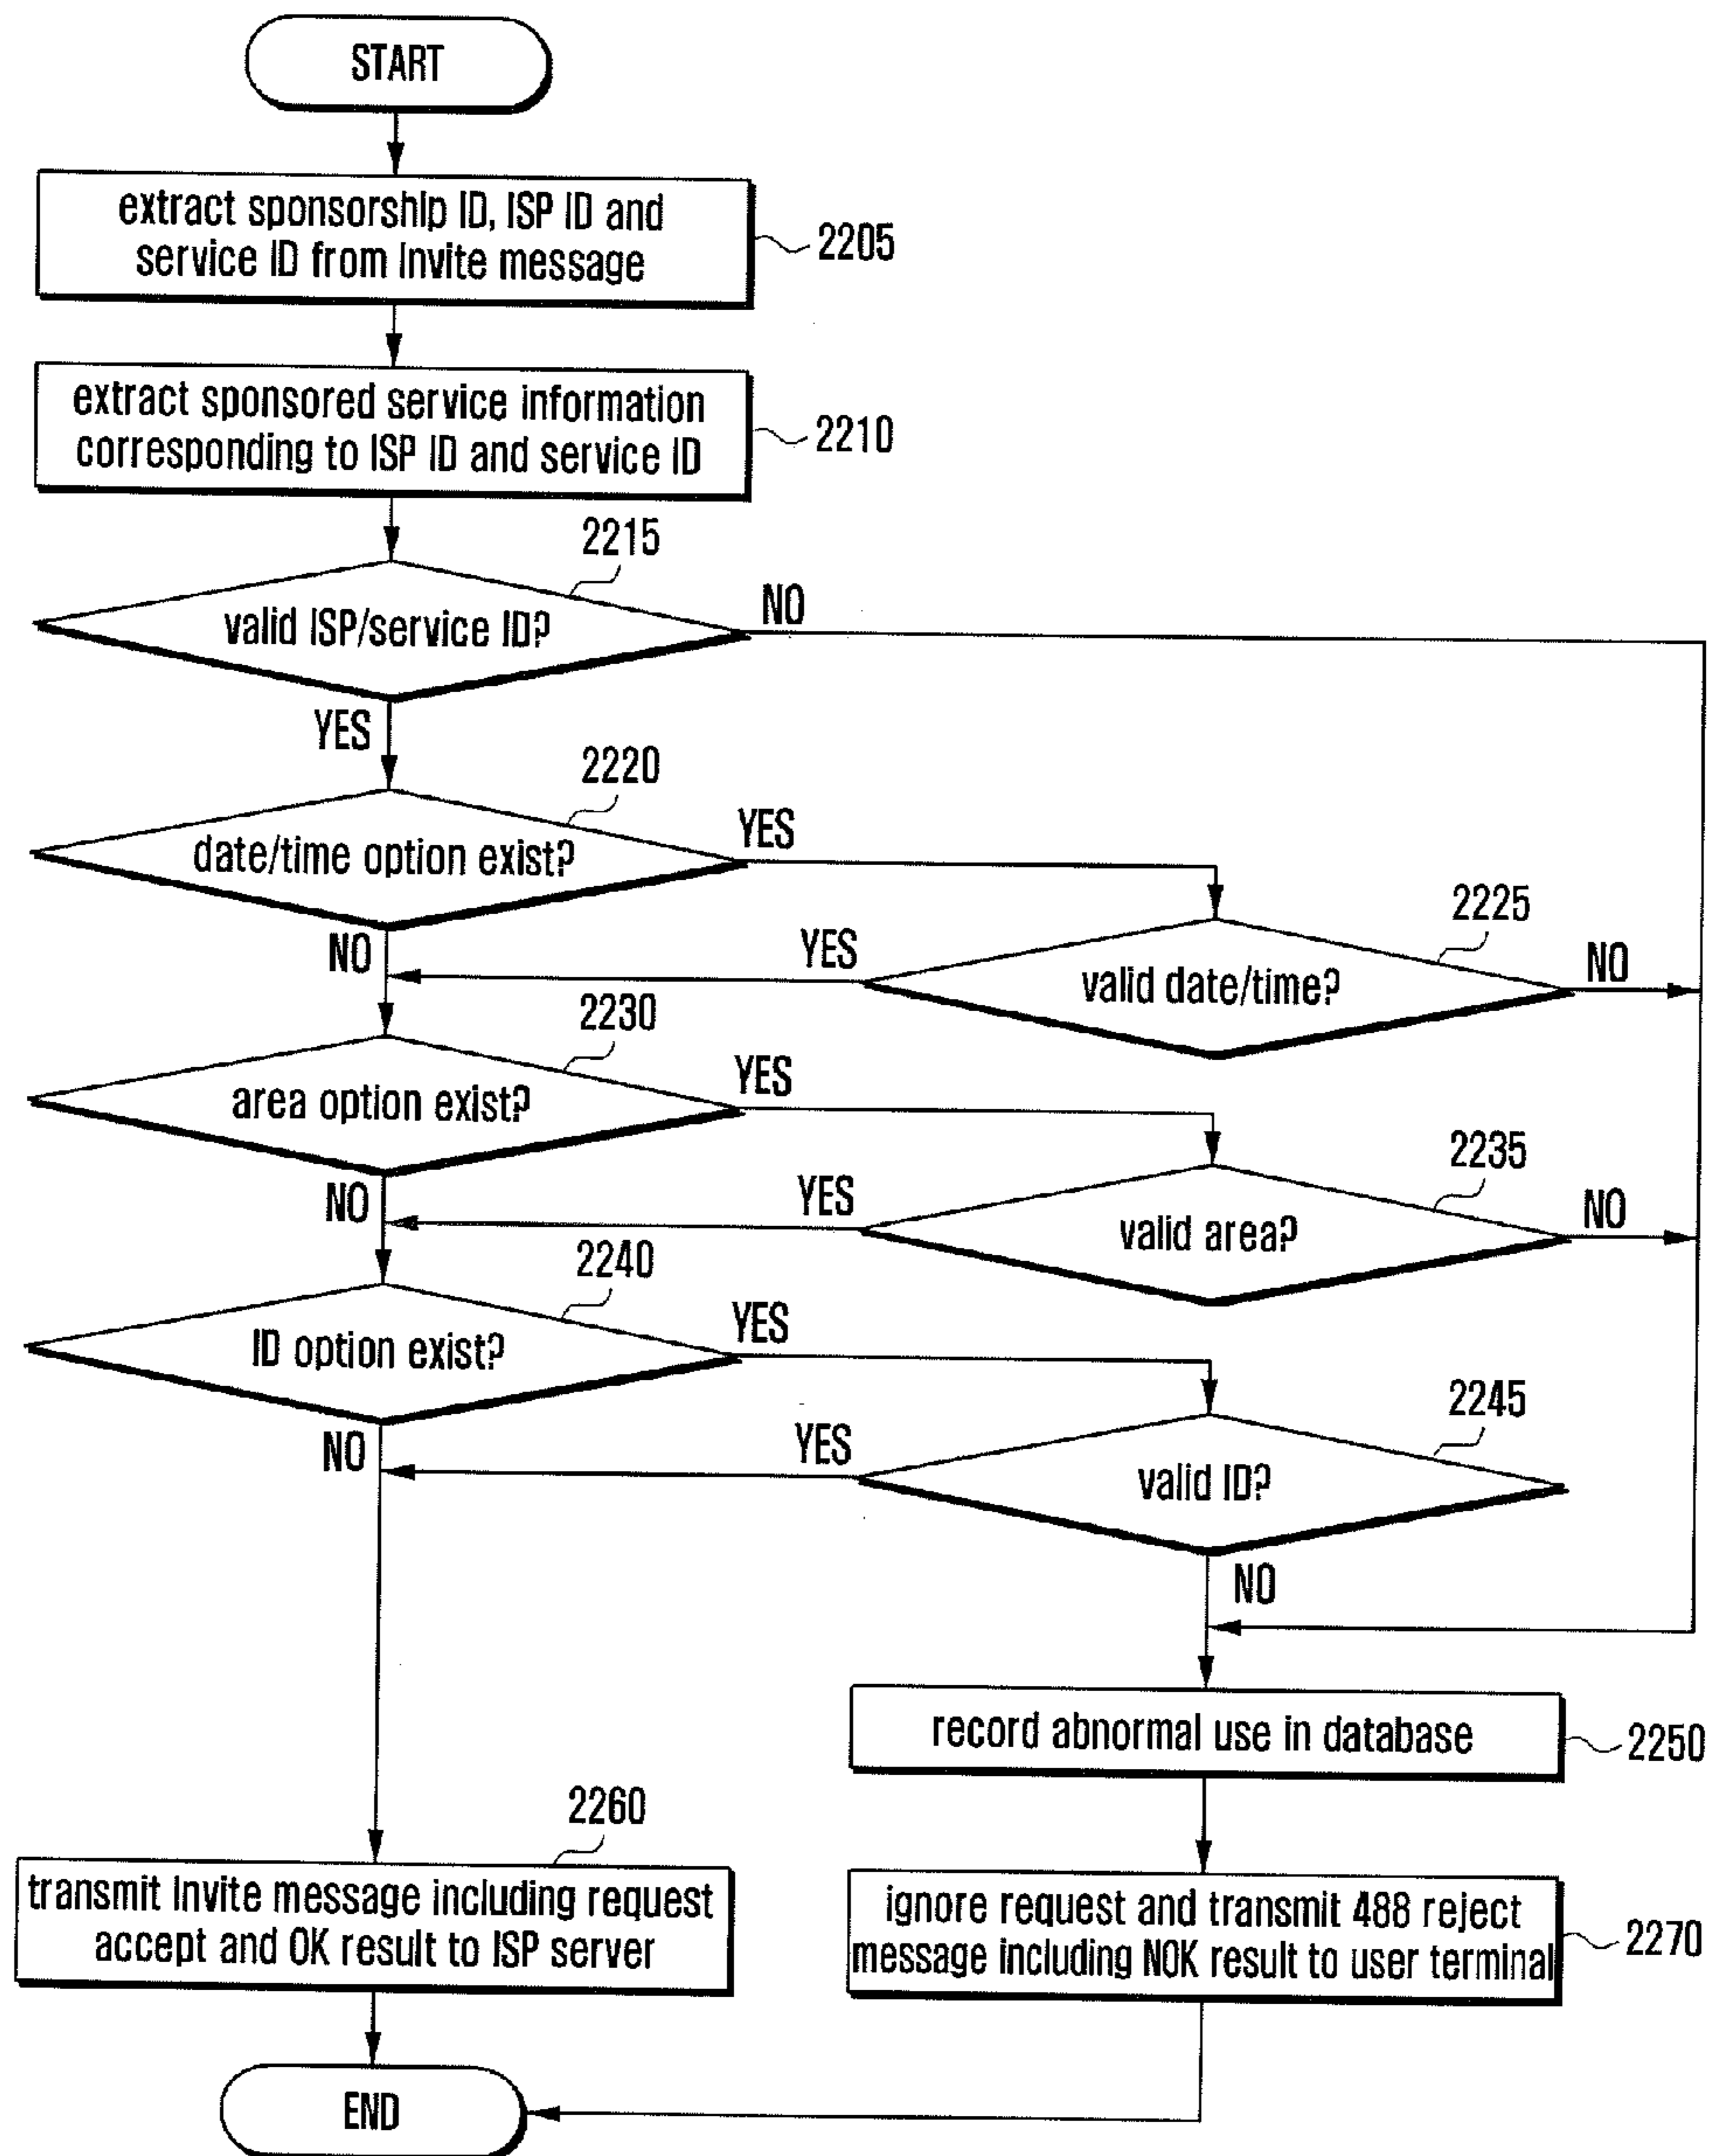 START
extract sponsorship ID, ISP ID and
service ID from Invite message
2205
extract sponsored service information
corresponding to ISP ID and service ID
2210
2215
valid ISP/service ID?
NO
YES
2220
date/time option exist?
YES
NO
2225
valid date/time?
YES
NO
2230
area option exist?
YES
NO
2235
valid area?
YES
NO
2240
ID option exist?
YES
NO
2245
valid ID?
YES
NO
record abnormal use in database
2250
2260
transmit Invite message including request
accept and OK result to ISP server
ignore request and transmit 488 reject
message including NOK result to user terminal
2270
END